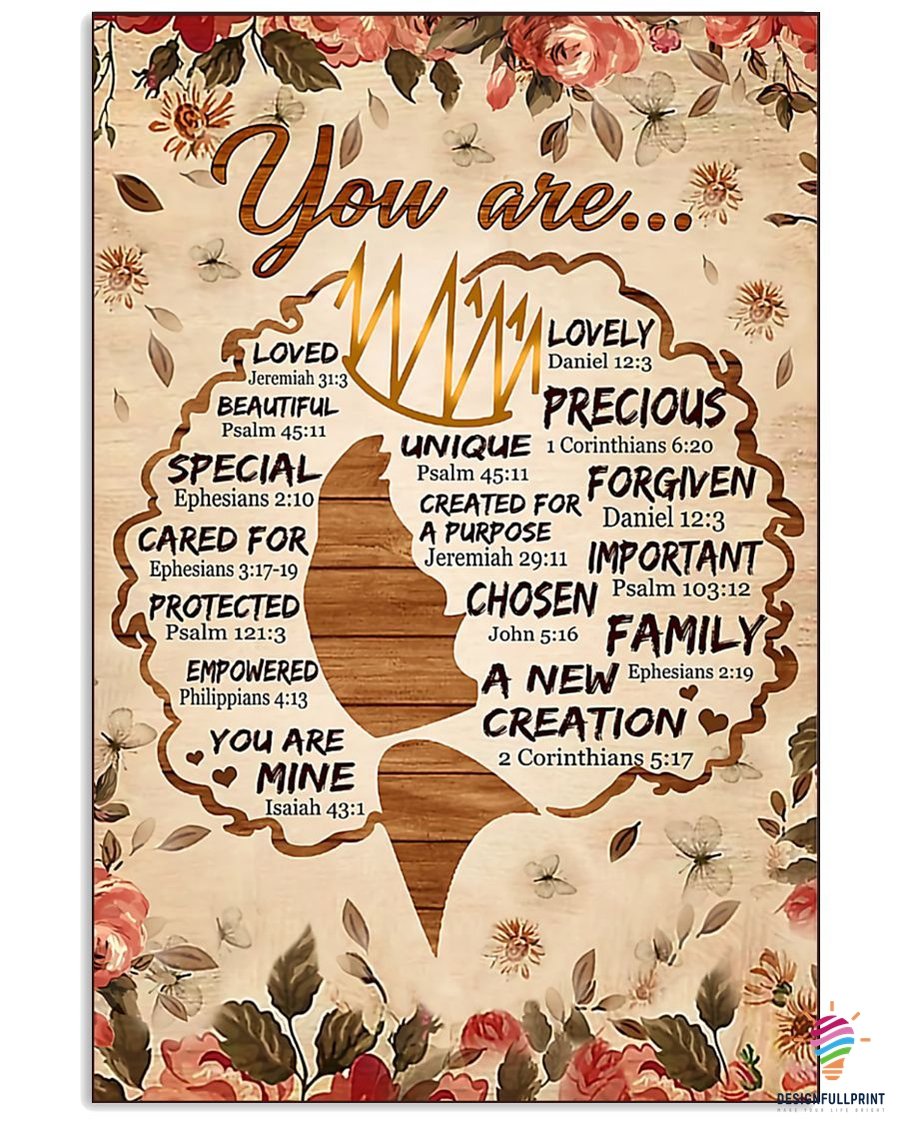 You are...
LOVED
Jeremiah 31:3
BEAUTIFUL
Psalm 45:11
SPECIAL
Ephesians 2:10
CARED FOR
Ephesians 3:17-19
PROTECTED
Psalm 121:3
EMPOWERED
Philippians 4:13
YOU ARE
MINE
Isaiah 43:1
UNIQUE
Psalm 45:11
CREATED FOR
A PURPOSE
Jeremiah 29:11
CHOSEN
John 5:16
A NEW
CREATION
2 Corinthians 5:17
LOVELY
Daniel 12:3
PRECIOUS
1 Corinthians 6:20
FORGIVEN
Daniel 12:3
IMPORTANT
Psalm 103:12
FAMILY
Ephesians 2:19
DESIGNFULLPRINT
MAKE YOUR LIFE BRIGHT